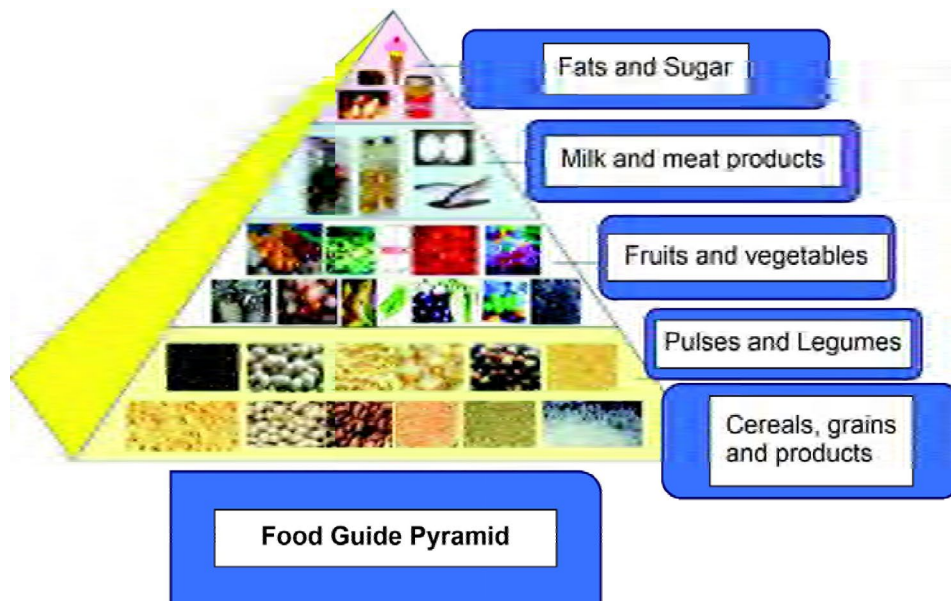 Fats and Sugar
Milk and meat products
Fruits and vegetables
Pulses and Legumes
Cereals, grains
and products
Food Guide Pyramid